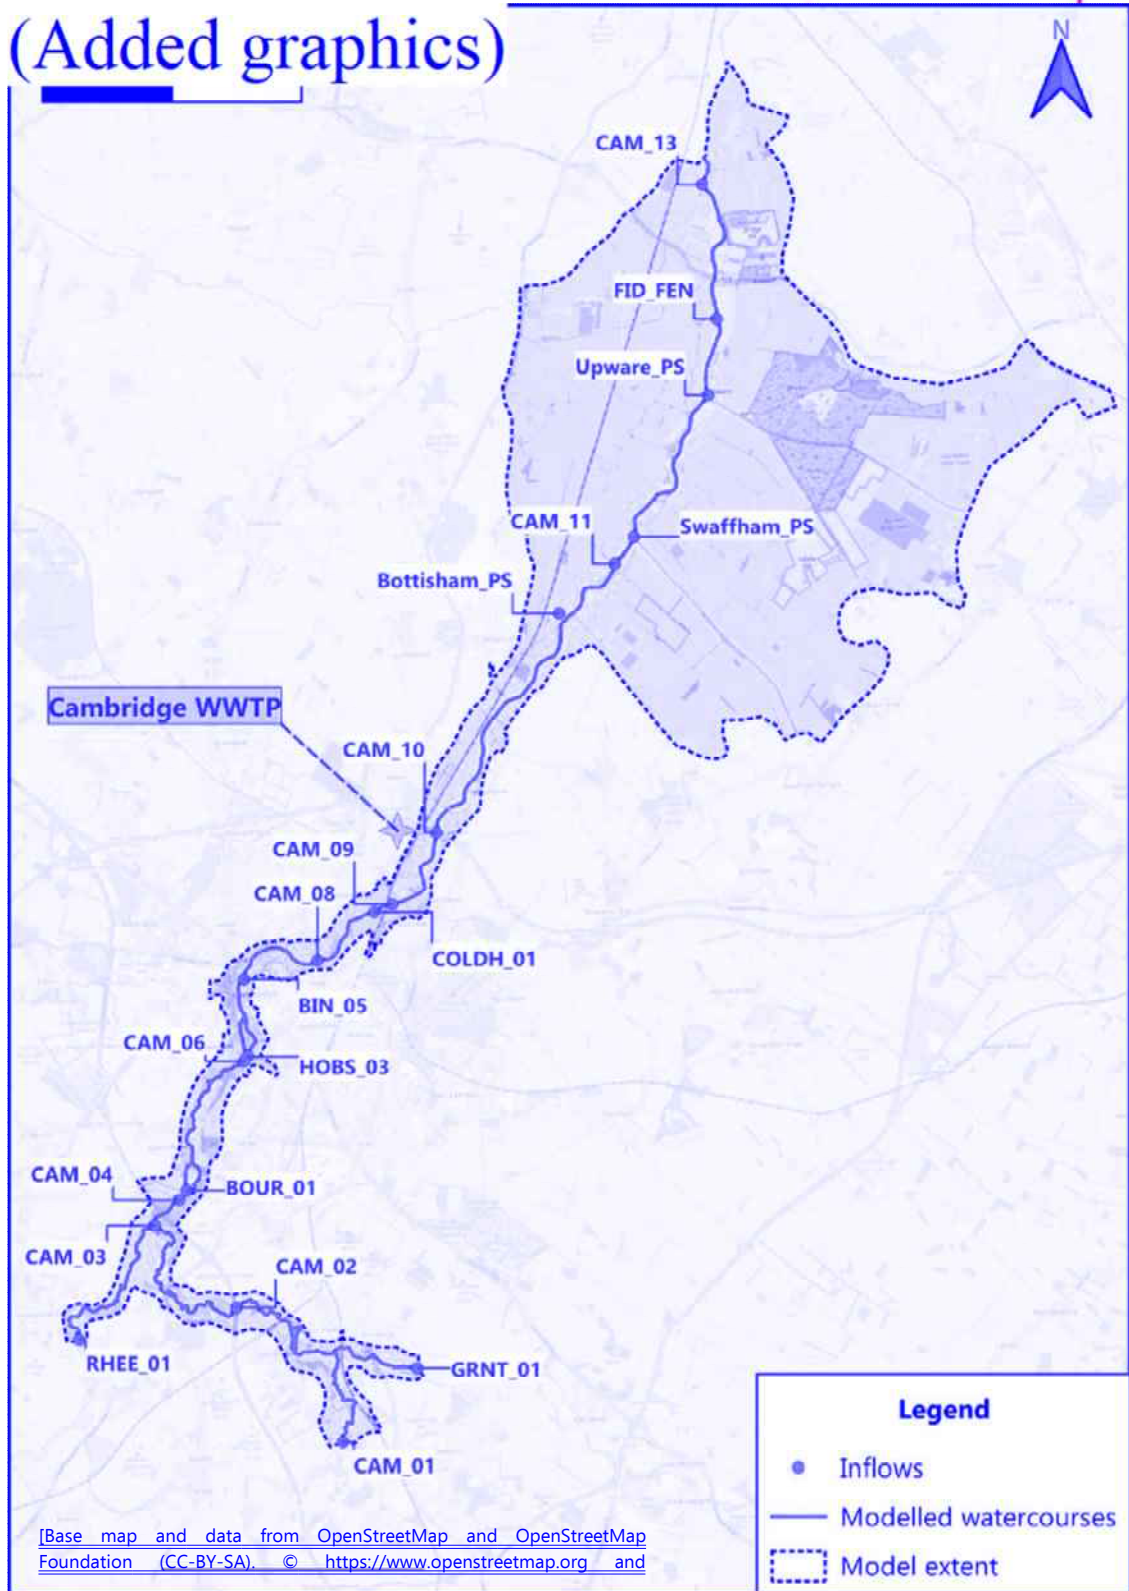 (Added graphics)
N
CAM_13
FID_FEN
Upware_PS
CAM_11
Swaffham_PS
Bottisham_PS
Cambridge WWTP
CAM_10
CAM_09
CAM_08
COLDH_01
BIN_05
CAM_06
HOBS_03
CAM_04
BOUR_01
CAM_03
CAM_02
RHEE_01
GRNT_01
CAM_01
Legend
Inflows
Modelled watercourses
Model extent
[Base map and data from OpenStreetMap and OpenStreetMap
Foundation (CC-BY-SA). © https://www.openstreetmap.org and